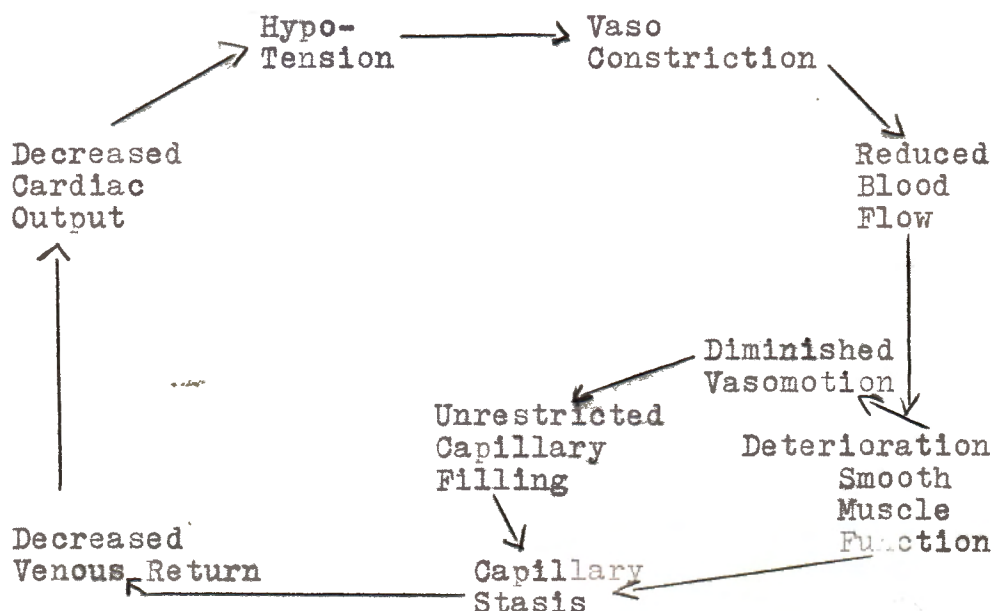 Hypo-
Tension
Vaso
Constriction
Decreased
Cardiac
Output
Reduced
Blood
Flow
Diminished
Vasomotion
Unrestricted
Capillary
Filling
Deterioration
Smooth
Muscle
Function
Decreased
Venous Return
Capillary
Stasis